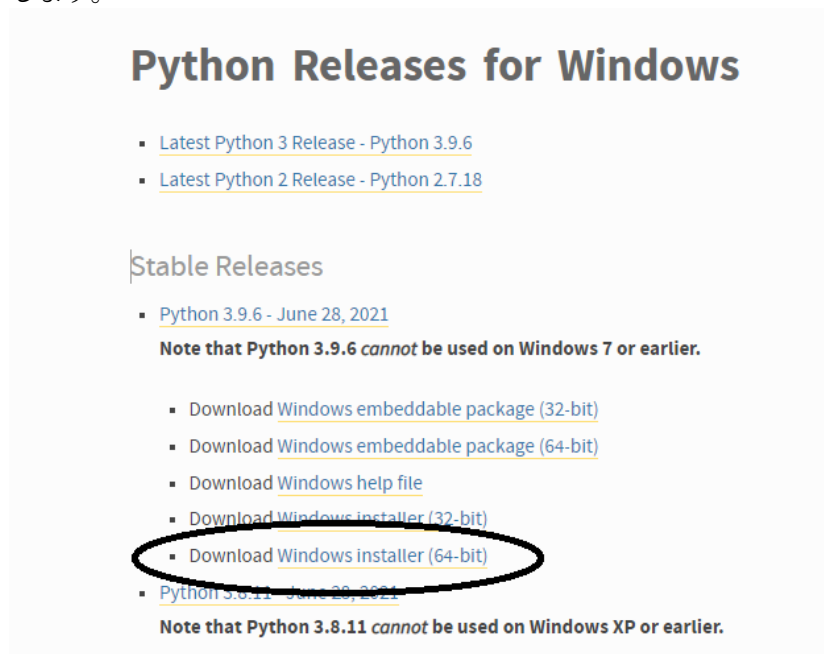 Python Releases for Windows
Latest Python 3 Release - Python 3.9.6
Latest Python 2 Release - Python 2.7.18
Stable Releases
Python 3.9.6 - June 28, 2021
Note that Python 3.9.6 cannot be used on Windows 7 or earlier.
Download Windows embeddable package (32-bit)
Download Windows embeddable package (64-bit)
Download Windows help file
Download Windows installer (32-bit)
Download Windows installer (64-bit)
Python 3.8.11 - June 28, 2021
Note that Python 3.8.11 cannot be used on Windows XP or earlier.